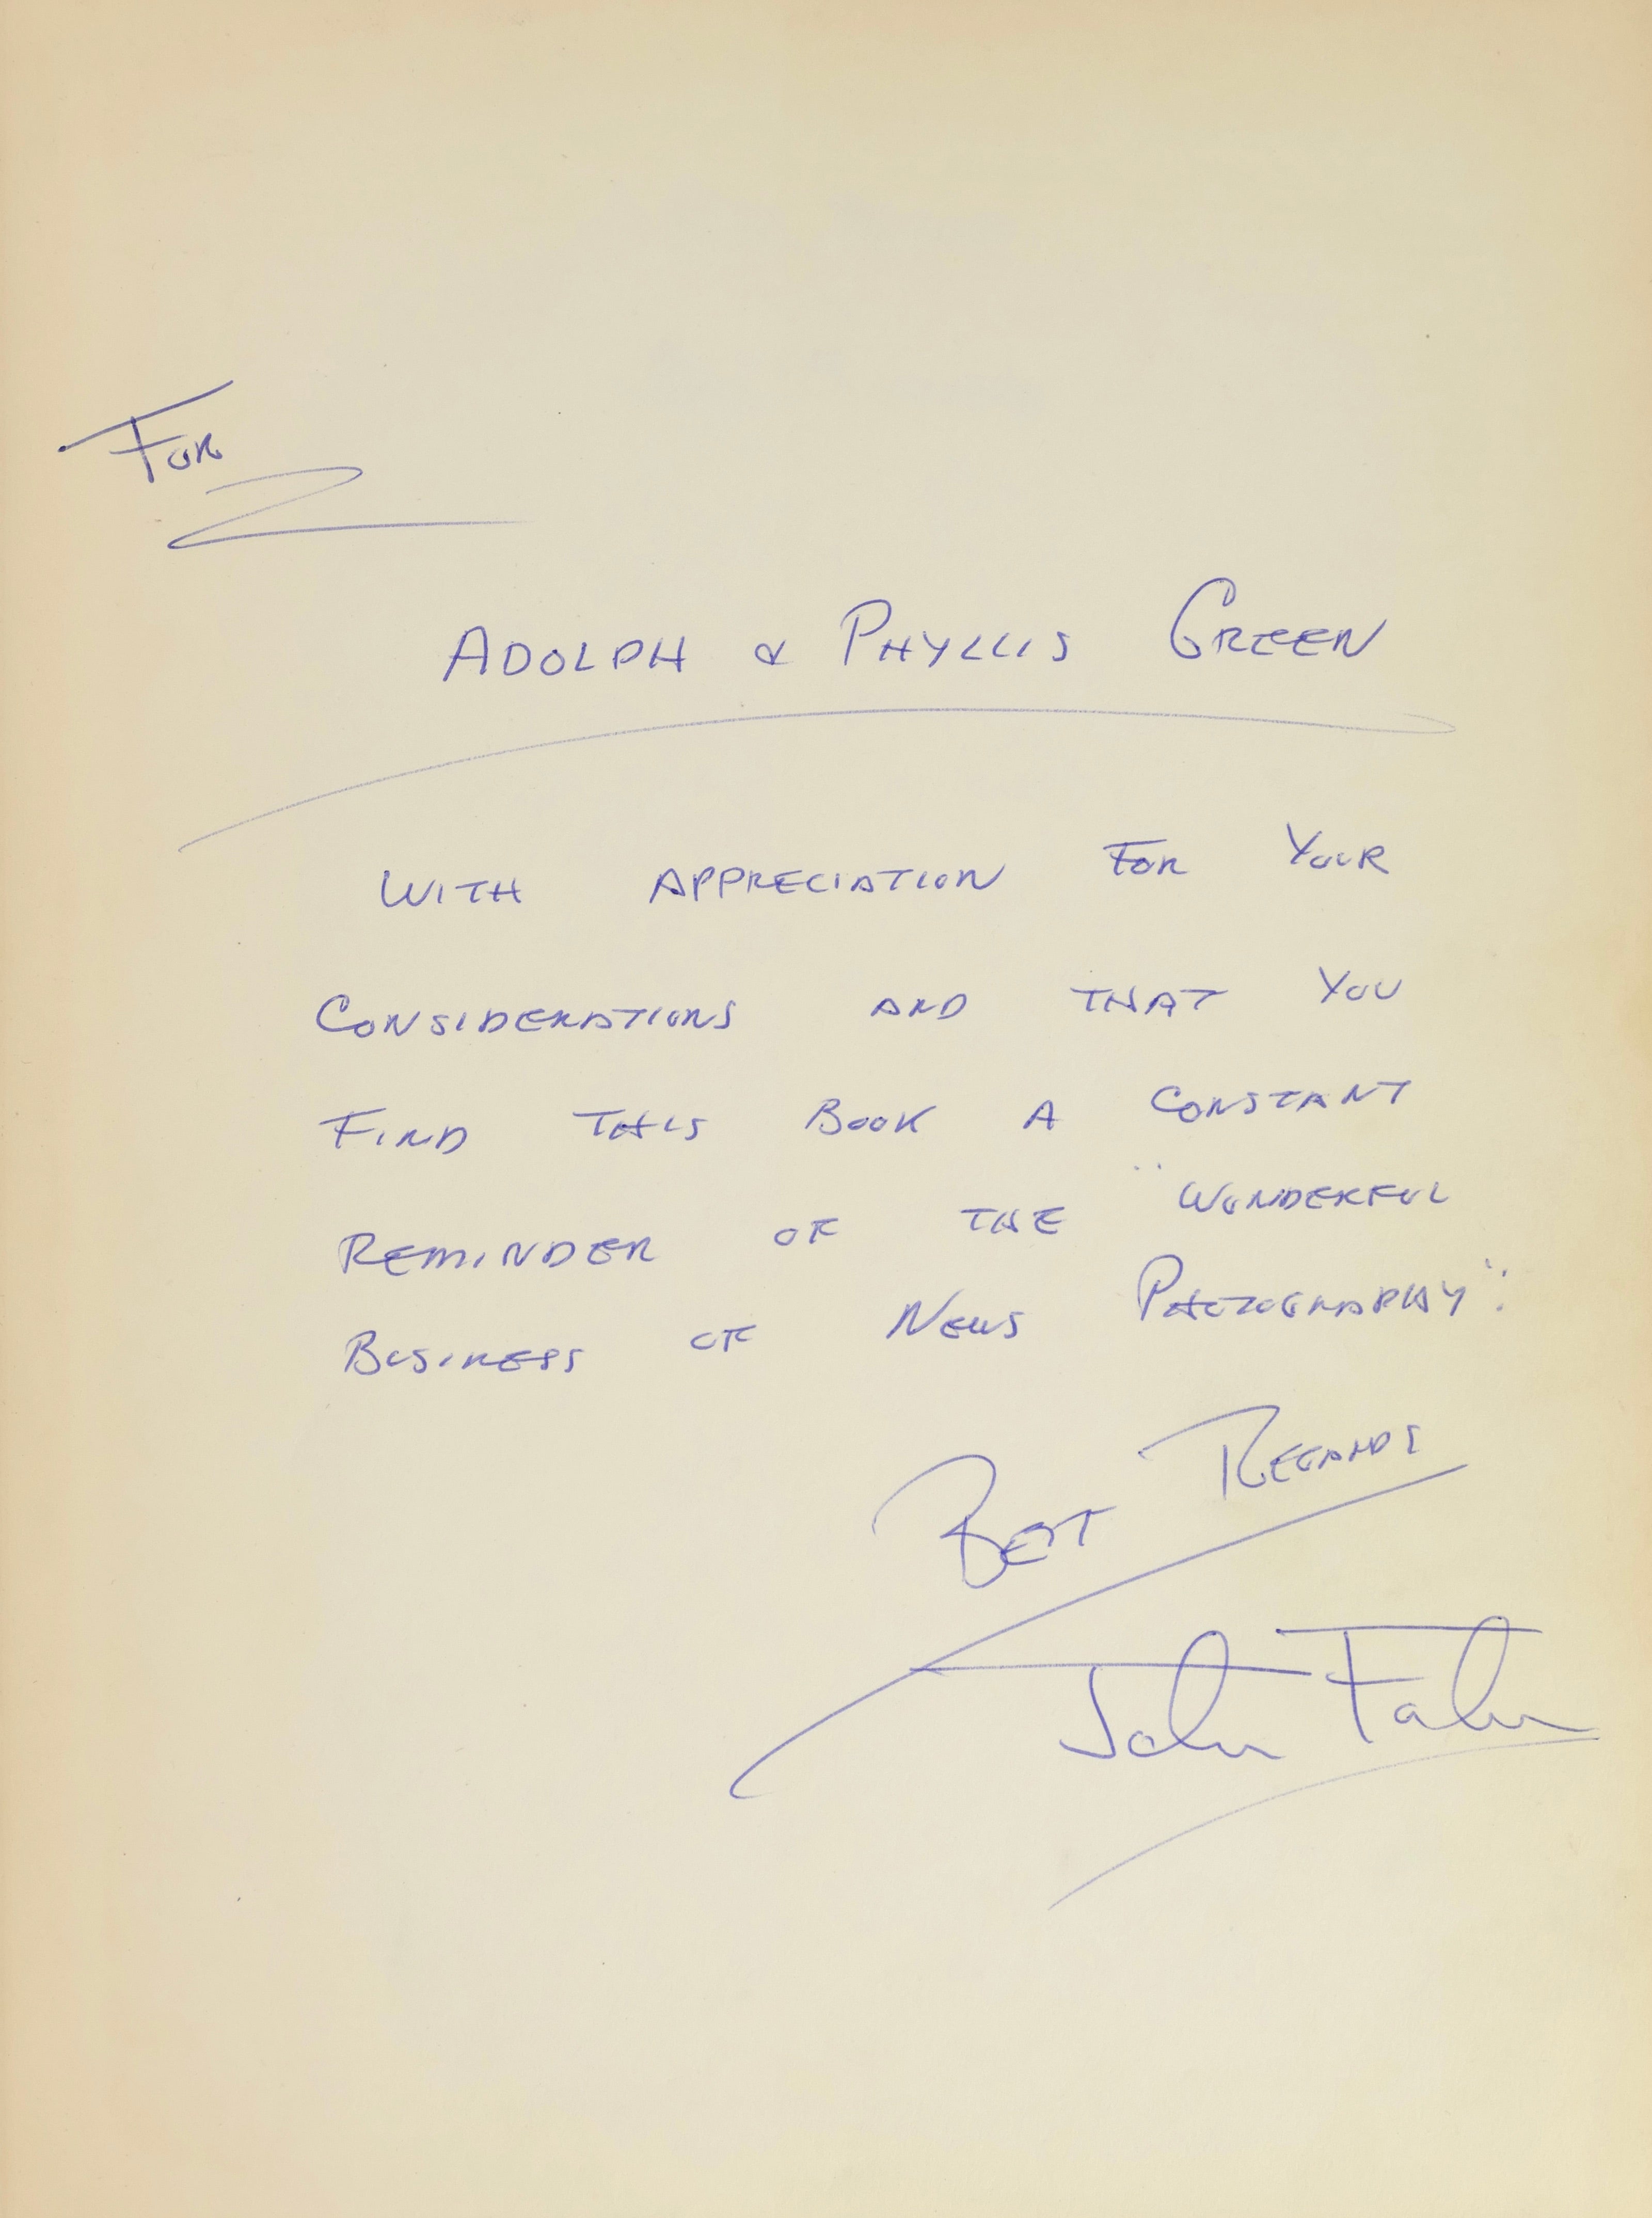 For
ADOLPH & PHYLLIS GREEN
WITH APPRECIATION FOR YOUR
CONSIDERATIONS AND THAT YOU
FIND THIS BOOK A CONSTANT
REMINDER OF THE "WONDERFUL
BUSINESS OF NEWS PHOTOGRAPHY".
BEST REGARDS
John